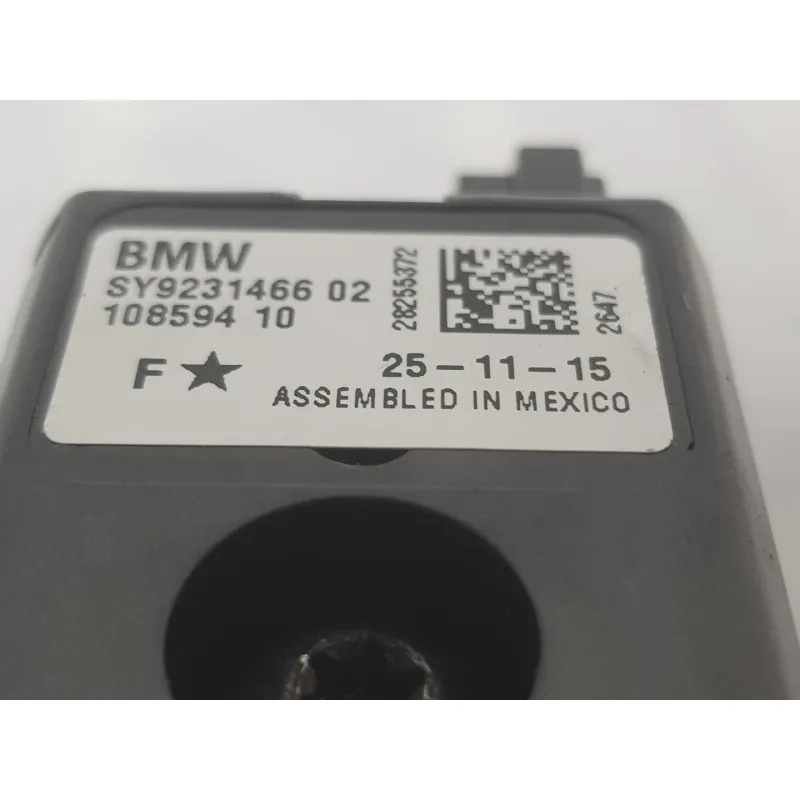 BMW
SY9231466 02
108594 10
28255372
2647.
F★
25-11-15
ASSEMBLED IN MEXICO